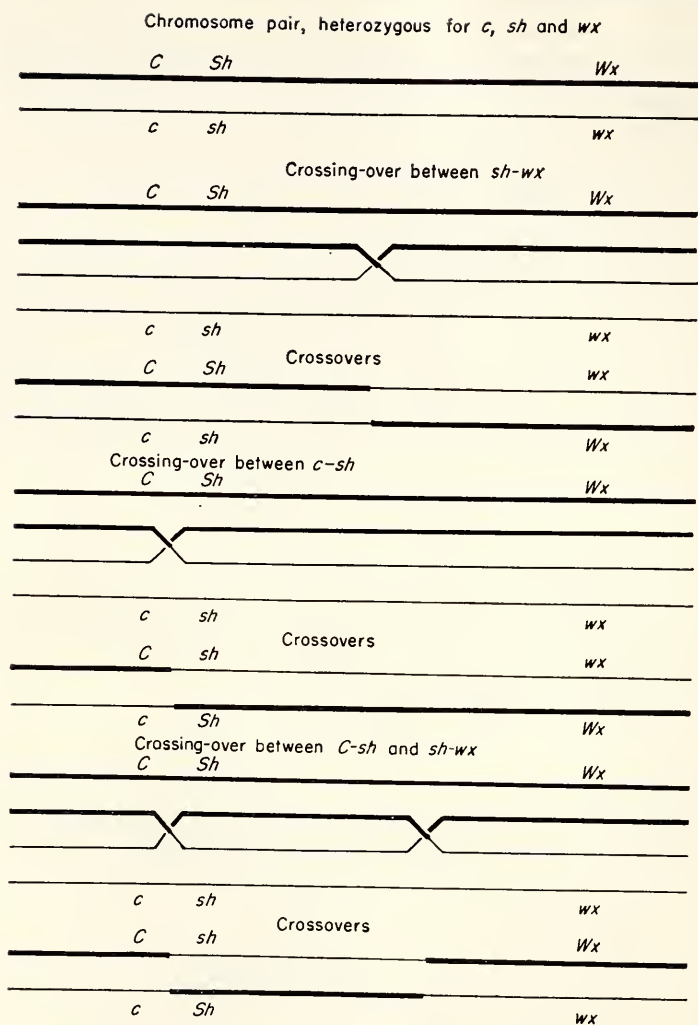 Chromosome pair, heterozygous for c, sh and wx
C Sh Wx
c sh wx
Crossing-over between sh-wx
C Sh Wx
c sh wx
Crossovers
C Sh wx
c sh Wx
Crossing-over between c-sh
C Sh Wx
c sh wx
Crossovers
C sh wx
c Sh Wx
Crossing-over between C-sh and sh-wx
C Sh Wx
c sh wx
Crossovers
C sh Wx
c Sh wx